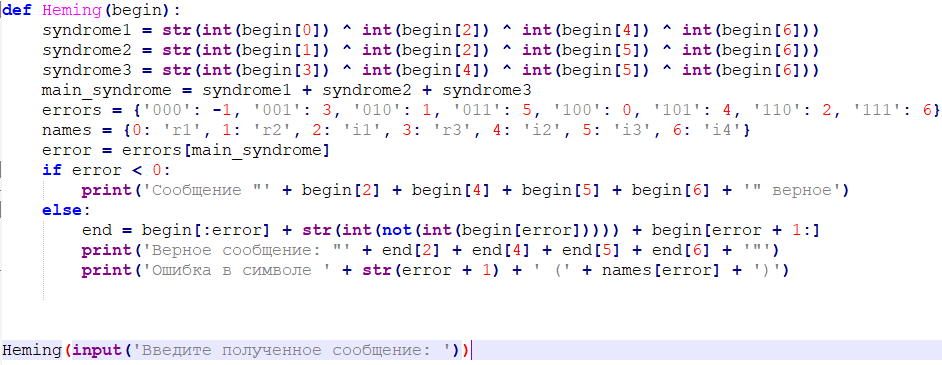 def Heming(begin):
    syndrome1 = str(int(begin[0]) ^ int(begin[2]) ^ int(begin[4]) ^ int(begin[6]))
    syndrome2 = str(int(begin[1]) ^ int(begin[2]) ^ int(begin[5]) ^ int(begin[6]))
    syndrome3 = str(int(begin[3]) ^ int(begin[4]) ^ int(begin[5]) ^ int(begin[6]))
    main_syndrome = syndrome1 + syndrome2 + syndrome3
    errors = {'000': -1, '001': 3, '010': 1, '011': 5, '100': 0, '101': 4, '110': 2, '111': 6}
    names = {0: 'r1', 1: 'r2', 2: 'i1', 3: 'r3', 4: 'i2', 5: 'i3', 6: 'i4'}
    error = errors[main_syndrome]
    if error < 0:
        print('Сообщение "' + begin[2] + begin[4] + begin[5] + begin[6] + '" верное')
    else:
        end = begin[:error] + str(int(not(int(begin[error])))) + begin[error + 1:]
        print('Верное сообщение: "' + end[2] + end[4] + end[5] + end[6] + '"')
        print('Ошибка в символе ' + str(error + 1) + ' (' + names[error] + ')')
Heming(input('Введите полученное сообщение: '))